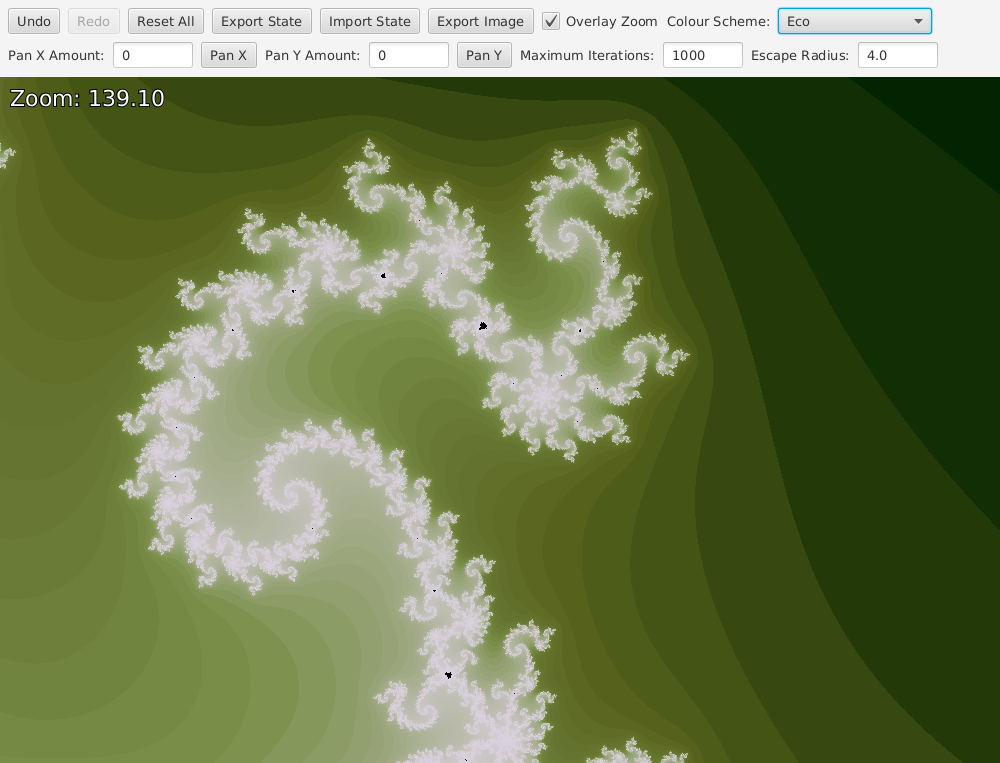 Undo Redo Reset All Export State Import State Export Image Overlay Zoom Colour Scheme: Eco
Pan X Amount: 0 Pan X Pan Y Amount: 0 Pan Y Maximum Iterations: 1000 Escape Radius: 4.0
Zoom: 139.10